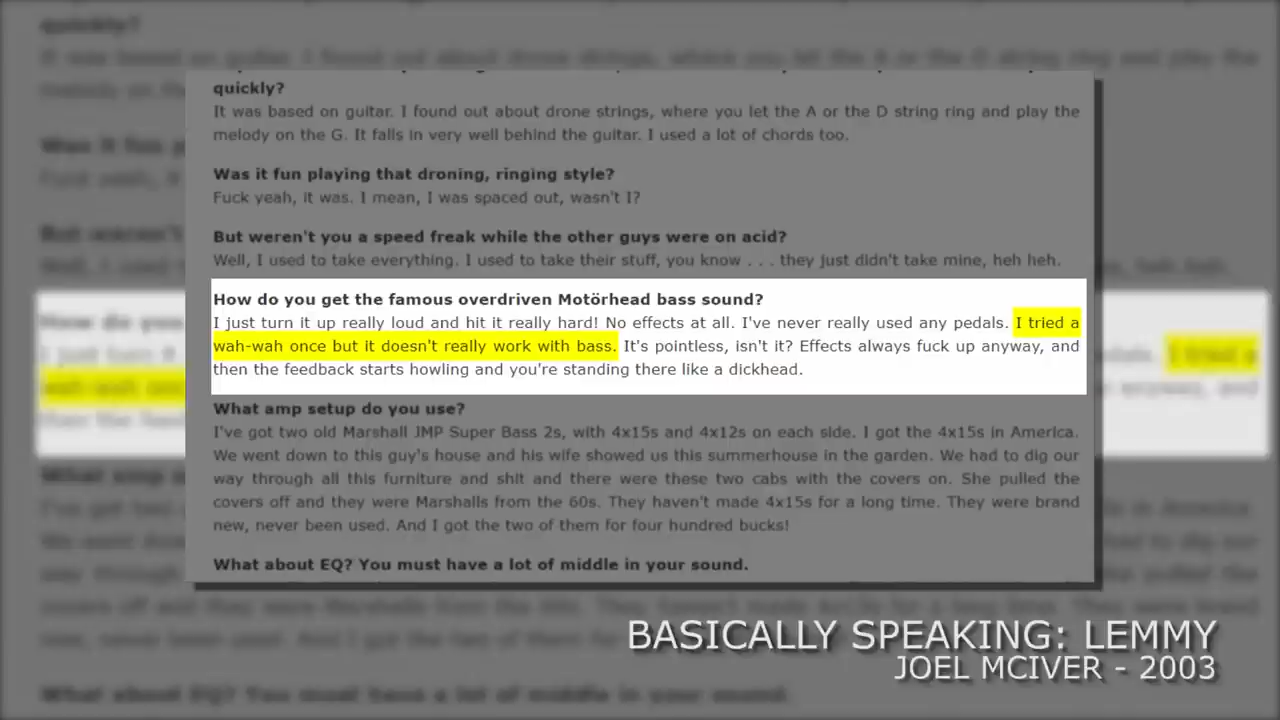 quickly?
It was based on guitar. I found out about drone strings, where you let the A or the D string ring and play the
melody on the G. It falls in very well behind the guitar. I used a lot of chords too.
Was it fun playing that droning, ringing style?
Fuck yeah, it was. I mean, I was spaced out, wasn't I?
But weren't you a speed freak while the other guys were on acid?
Well, I used to take everything. I used to take their stuff, you know . . . they just didn't take mine, heh heh.
How do you get the famous overdriven Motörhead bass sound?
I just turn it up really loud and hit it really hard! No effects at all. I've never really used any pedals. I tried a
wah-wah once but it doesn't really work with bass. It's pointless, isn't it? Effects always fuck up anyway, and
then the feedback starts howling and you're standing there like a dickhead.
What amp setup do you use?
I've got two old Marshall JMP Super Bass 2s, with 4x15s and 4x12s on each side. I got the 4x15s in America.
We went down to this guy's house and his wife showed us this summerhouse in the garden. We had to dig our
way through all this furniture and shit and there were these two cabs with the covers on. She pulled the
covers off and they were Marshalls from the 60s. They haven't made 4x15s for a long time. They were brand
new, never been used. And I got the two of them for four hundred bucks!
What about EQ? You must have a lot of middle in your sound.
BASICALLY SPEAKING: LEMMY
JOEL MCIVER - 2003